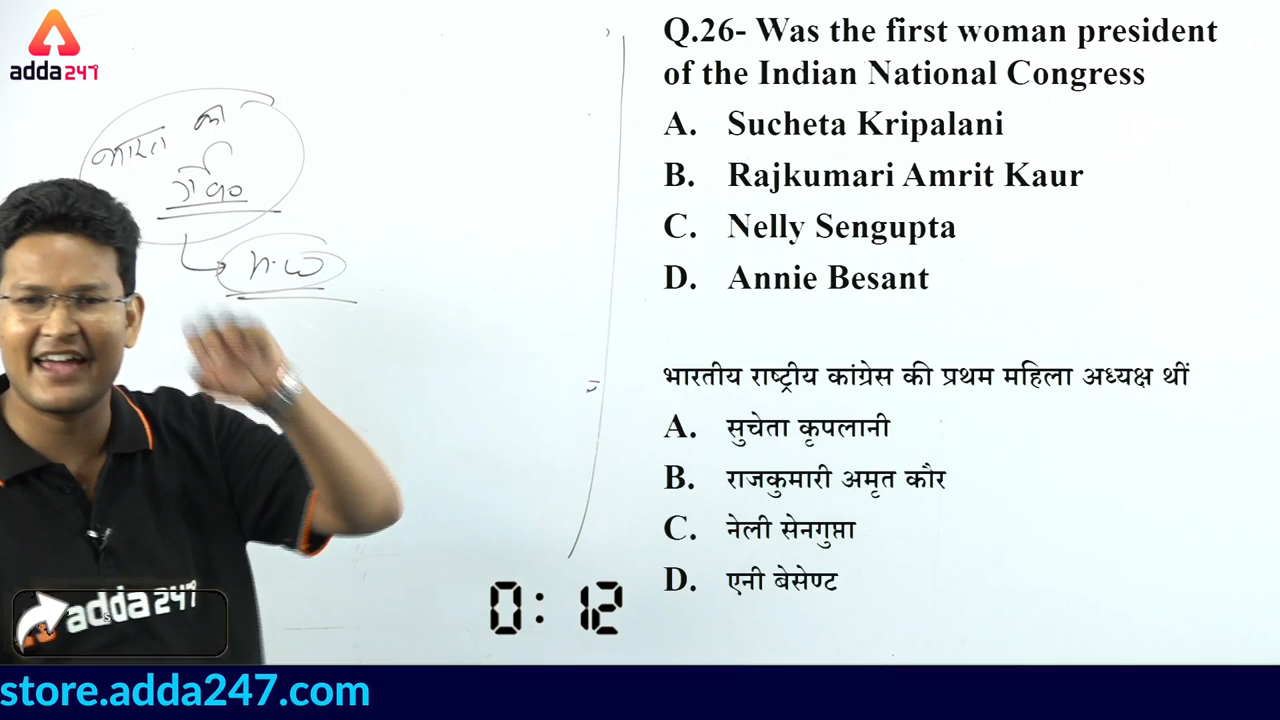 adda247
भारत की
Q.26- Was the first woman president
of the Indian National Congress
A. Sucheta Kripalani
B. Rajkumari Amrit Kaur
C. Nelly Sengupta
D. Annie Besant
भारतीय राष्ट्रीय कांग्रेस की प्रथम महिला अध्यक्ष थीं
A. सुचेता कृपलानी
B. राजकुमारी अमृत कौर
C. नेली सेनगुप्ता
D. एनी बेसेण्ट
0:12
adda247
store.adda247.com